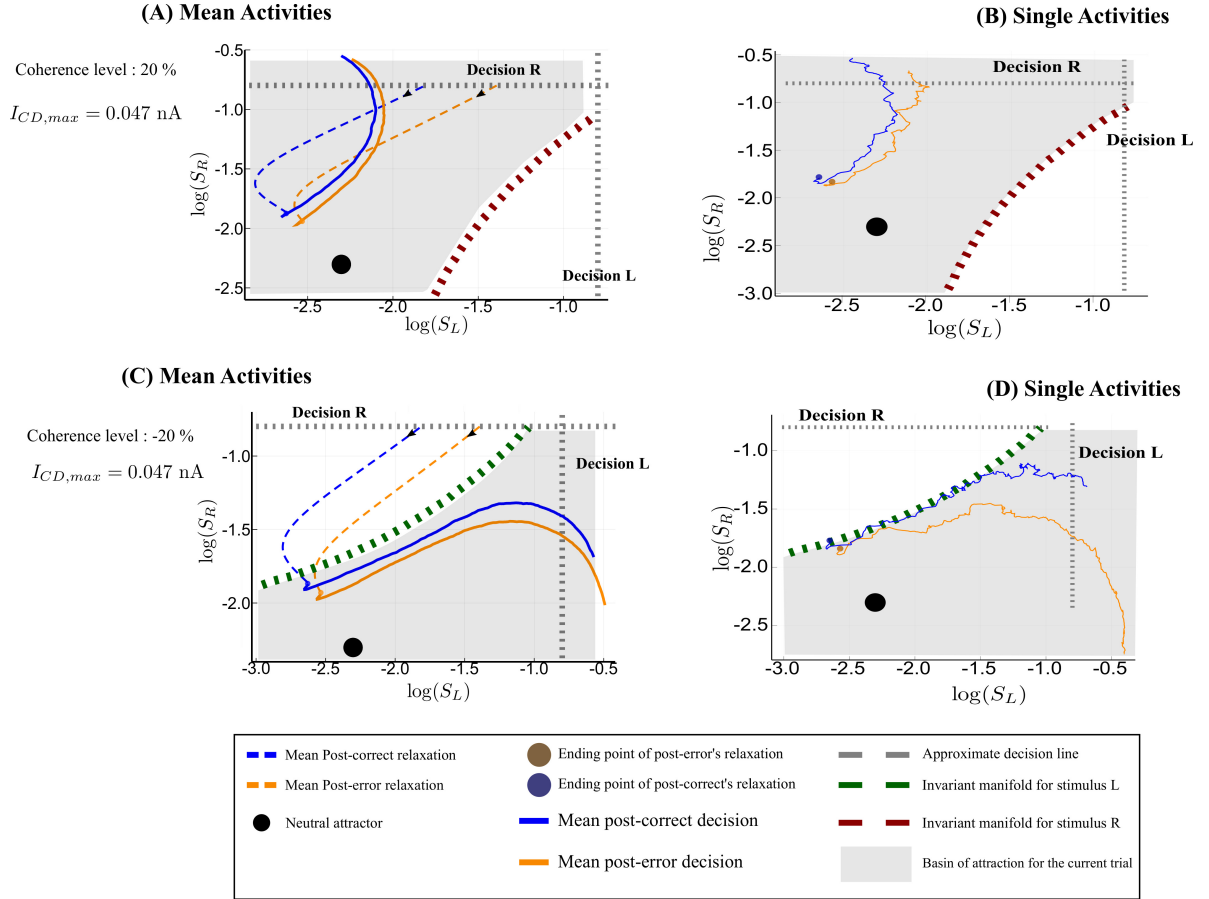 (A) Mean Activities
(B) Single Activities
Coherence level : 20 %
I_{CD,max} = 0.047 nA
-0.5
-1.0
-1.5
-2.0
-2.5
log(S_R)
Decision R
Decision L
-2.5
-2.0
-1.5
-1.0
log(S_L)
-0.5
-1.0
-1.5
-2.0
-2.5
-3.0
log(S_R)
Decision R
Decision L
-2.5
-2.0
-1.5
-1.0
log(S_L)
(C) Mean Activities
(D) Single Activities
Coherence level : -20 %
I_{CD,max} = 0.047 nA
Decision R
Decision L
-1.0
-1.5
-2.0
log(S_R)
-3.0
-2.5
-2.0
-1.5
-1.0
-0.5
log(S_L)
Decision R
Decision L
-1.0
-1.5
-2.0
-2.5
log(S_R)
-3.0
-2.5
-2.0
-1.5
-1.0
-0.5
log(S_L)
Mean Post-correct relaxation
Mean Post-error relaxation
Neutral attractor
Ending point of post-error's relaxation
Ending point of post-correct's relaxation
Mean post-correct decision
Mean post-error decision
Approximate decision line
Invariant manifold for stimulus L
Invariant manifold for stimulus R
Basin of attraction for the current trial